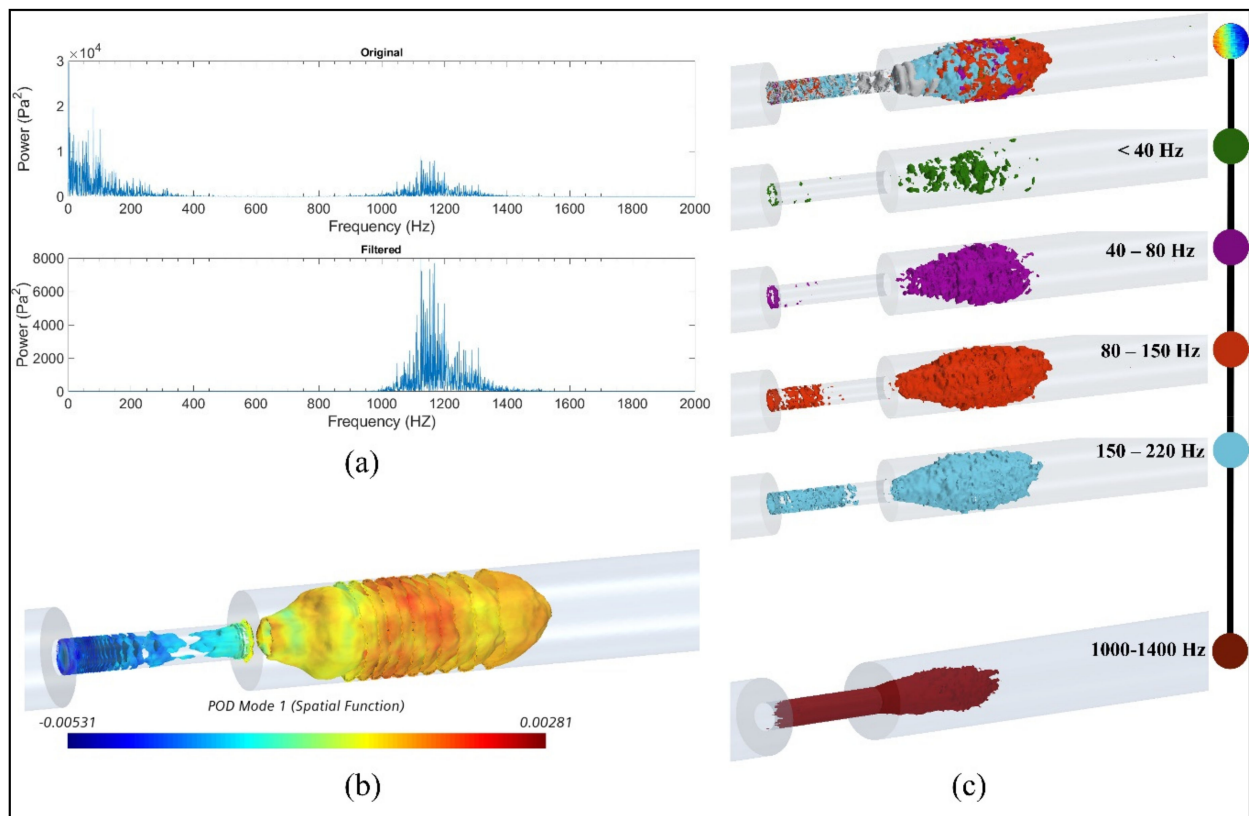 Original
×10⁴
Power (Pa²)
3
2
1
0
0 200 400 600 800 1000 1200 1400 1600 1800 2000
Frequency (Hz)
Filtered
Power (Pa²)
8000
6000
4000
2000
0
0 200 400 600 800 1000 1200 1400 1600 1800 2000
Frequency (HZ)
(a)
POD Mode 1 (Spatial Function)
-0.00531 0.00281
(b)
< 40 Hz
40 – 80 Hz
80 – 150 Hz
150 – 220 Hz
1000-1400 Hz
(c)